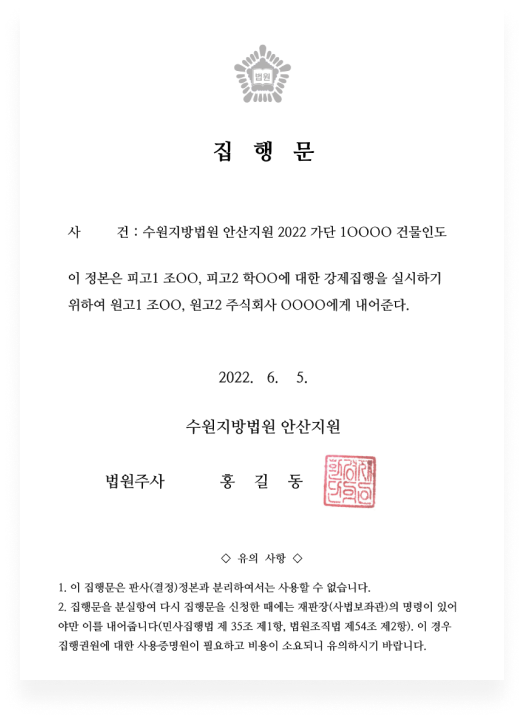 법원
집 행 문
사 건 : 수원지방법원 안산지원 2022 가단 1OOOO 건물인도
이 정본은 피고1 조OO, 피고2 학OO에 대한 강제집행을 실시하기
위하여 원고1 조OO, 원고2 주식회사 OOOO에게 내어준다.
2022. 6. 5.
수원지방법원 안산지원
법원주사 홍 길 동
◇ 유의 사항 ◇
1. 이 집행문은 판사(결정)정본과 분리하여서는 사용할 수 없습니다.
2. 집행문을 분실항여 다시 집행문을 신청한 때에는 재판장(사법보좌관)의 명령이 있어
야만 이를 내어줍니다(민사집행법 제 35조 제1항, 법원조직법 제54조 제2항). 이 경우
집행권원에 대한 사용증명원이 필요하고 비용이 소요되니 유의하시기 바랍니다.